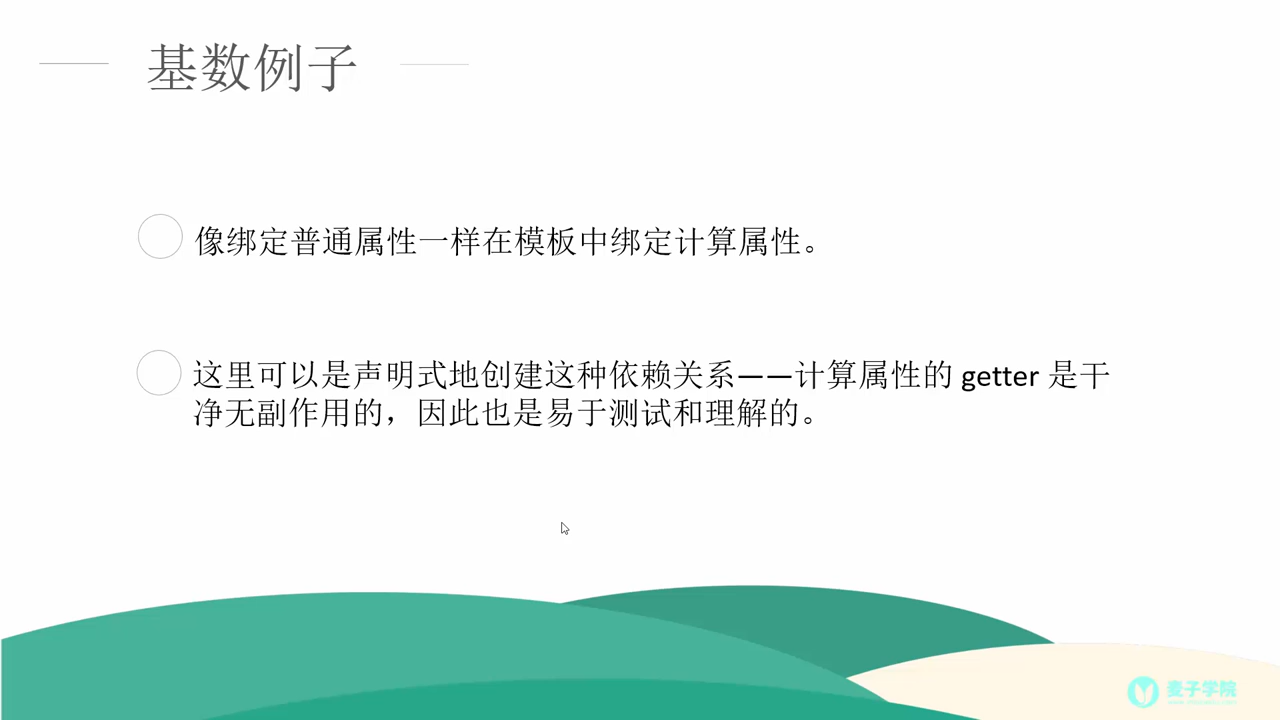 基数例子
像绑定普通属性一样在模板中绑定计算属性。
这里可以是声明式地创建这种依赖关系——计算属性的 getter 是干
净无副作用的，因此也是易于测试和理解的。
麦子学院